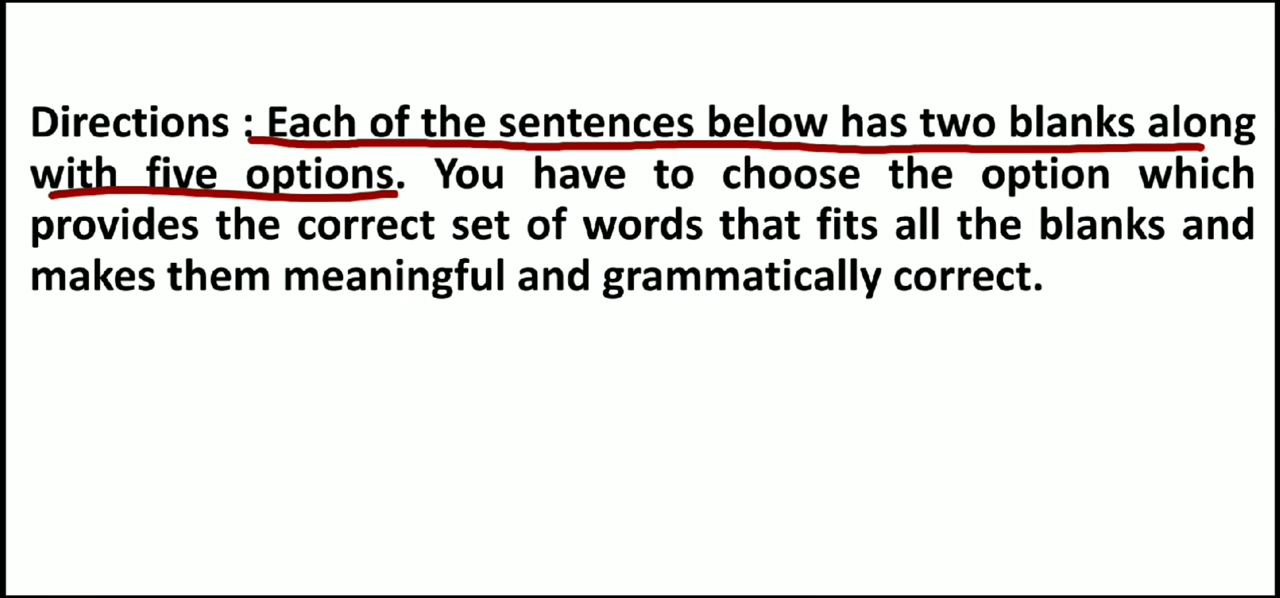 Directions : Each of the sentences below has two blanks along
with five options. You have to choose the option which
provides the correct set of words that fits all the blanks and
makes them meaningful and grammatically correct.